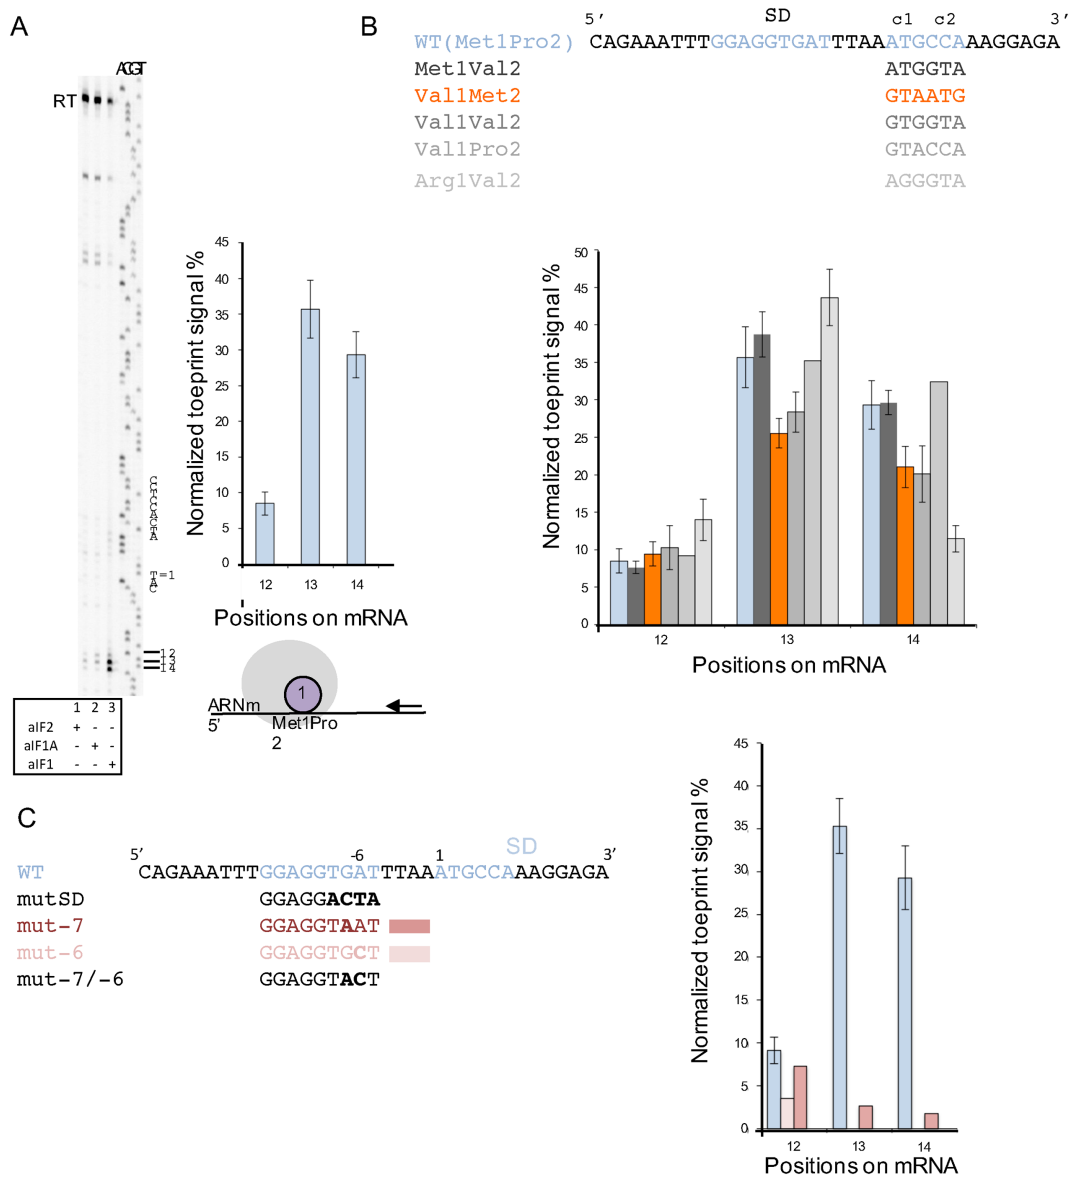 A
ACGT
RT
T=1
12
13
14
1 2 3
aIF2 + - -
aIF1A - + -
aIF1 - - +
Normalized toeprint signal %
45
40
35
30
25
20
15
10
5
0
12 13 14
Positions on mRNA
1
ARNm
5’
Met1Pro
2
B
5’ SD c1 c2 3’
WT(Met1Pro2) CAGAAATTTGGAGGTGATTTAAATGCCAAAGGAGA
Met1Val2 ATGGTA
Val1Met2 GTAATG
Val1Val2 GTGGTA
Val1Pro2 GTACCA
Arg1Val2 AGGGTA
Normalized toeprint signal %
50
45
40
35
30
25
20
15
10
5
0
12 13 14
Positions on mRNA
C
5’ -6 1 SD 3’
WT CAGAAATTTGGAGGTGATTTAAATGCCAAAGGAGA
mutSD GGAGGACTA
mut-7 GGAGGTAAT
mut-6 GGAGGTGCT
mut-7/-6 GGAGGTACT
Normalized toeprint signal %
45
40
35
30
25
20
15
10
5
0
12 13 14
Positions on mRNA